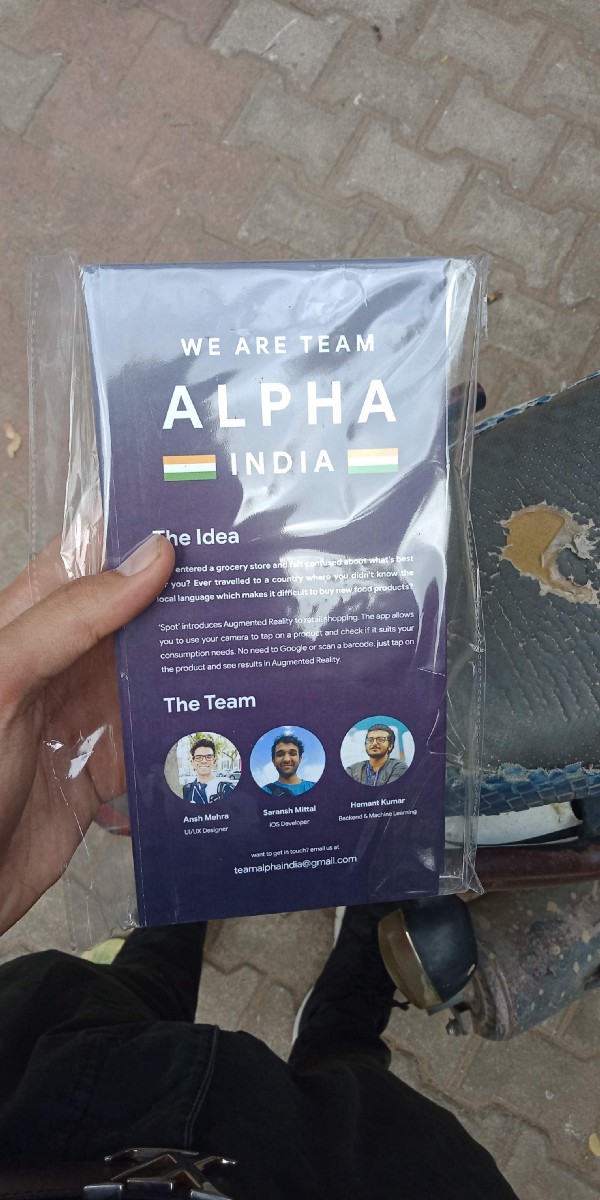 WE ARE TEAM
ALPHA
INDIA
The Idea
entered a grocery store and felt confused about what's best
you? Ever travelled to a country where you didn't know the
local language which makes it difficult to buy new food products?
'Spot' introduces Augmented Reality to retail shopping. The app allows
you to use your camera to tap on a product and check if it suits your
consumption needs. No need to Google or scan a barcode, just tap on
the product and see results in Augmented Reality.
The Team
Ansh Mehra
UI/UX Designer
Saransh Mittal
iOS Developer
Hemant Kumar
Backend & Machine Learning
want to get in touch? email us at
teamalphaindia@gmail.com